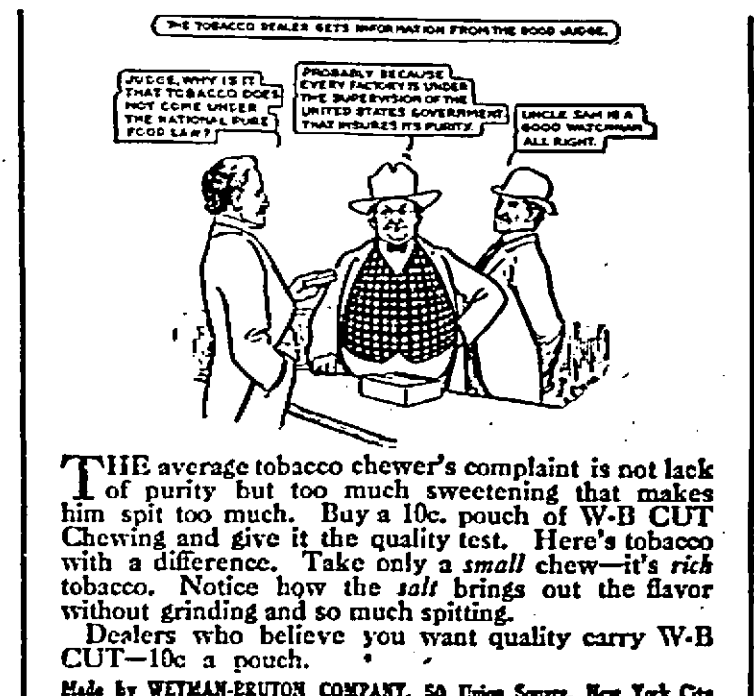 THE TOBACCO DEALER GETS INFORMATION FROM THE GOOD JUDGE.
JUDGE, WHY IS IT
THAT TOBACCO DOES
NOT COME UNDER
THE NATIONAL PURE
FOOD LAW?
PROBABLY BECAUSE
EVERY FACTORY IS UNDER
THE SUPERVISION OF THE
UNITED STATES GOVERNMENT
THAT INSURES ITS PURITY.
UNCLE SAM IS A
GOOD WATCHMAN
ALL RIGHT.
THE average tobacco chewer's complaint is not lack
of purity but too much sweetening that makes
him spit too much. Buy a 10c. pouch of W-B CUT
Chewing and give it the quality test. Here's tobacco
with a difference. Take only a small chew—it's rich
tobacco. Notice how the salt brings out the flavor
without grinding and so much spitting.
Dealers who believe you want quality carry W-B
CUT—10c a pouch.
Made by WEYMAN-BRUTON COMPANY, 50 Union Square, New York City